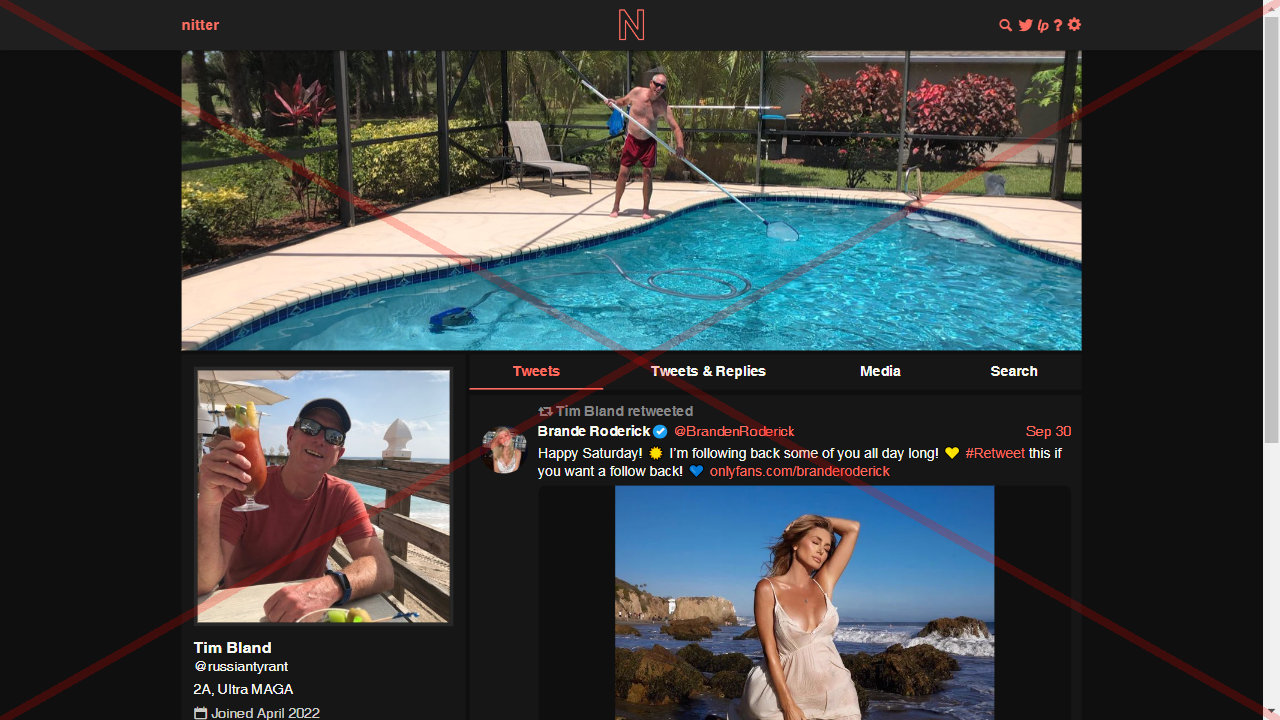 nitter
N
lp ?
Tweets
Tweets & Replies
Media
Search
Tim Bland retweeted
Brande Roderick @BrandenRoderick Sep 30
Happy Saturday! 🌞 I'm following back some of you all day long! 💛 #Retweet this if
you want a follow back! 💙 onlyfans.com/branderoderick
Tim Bland
@russiantyrant
2A, Ultra MAGA
Joined April 2022